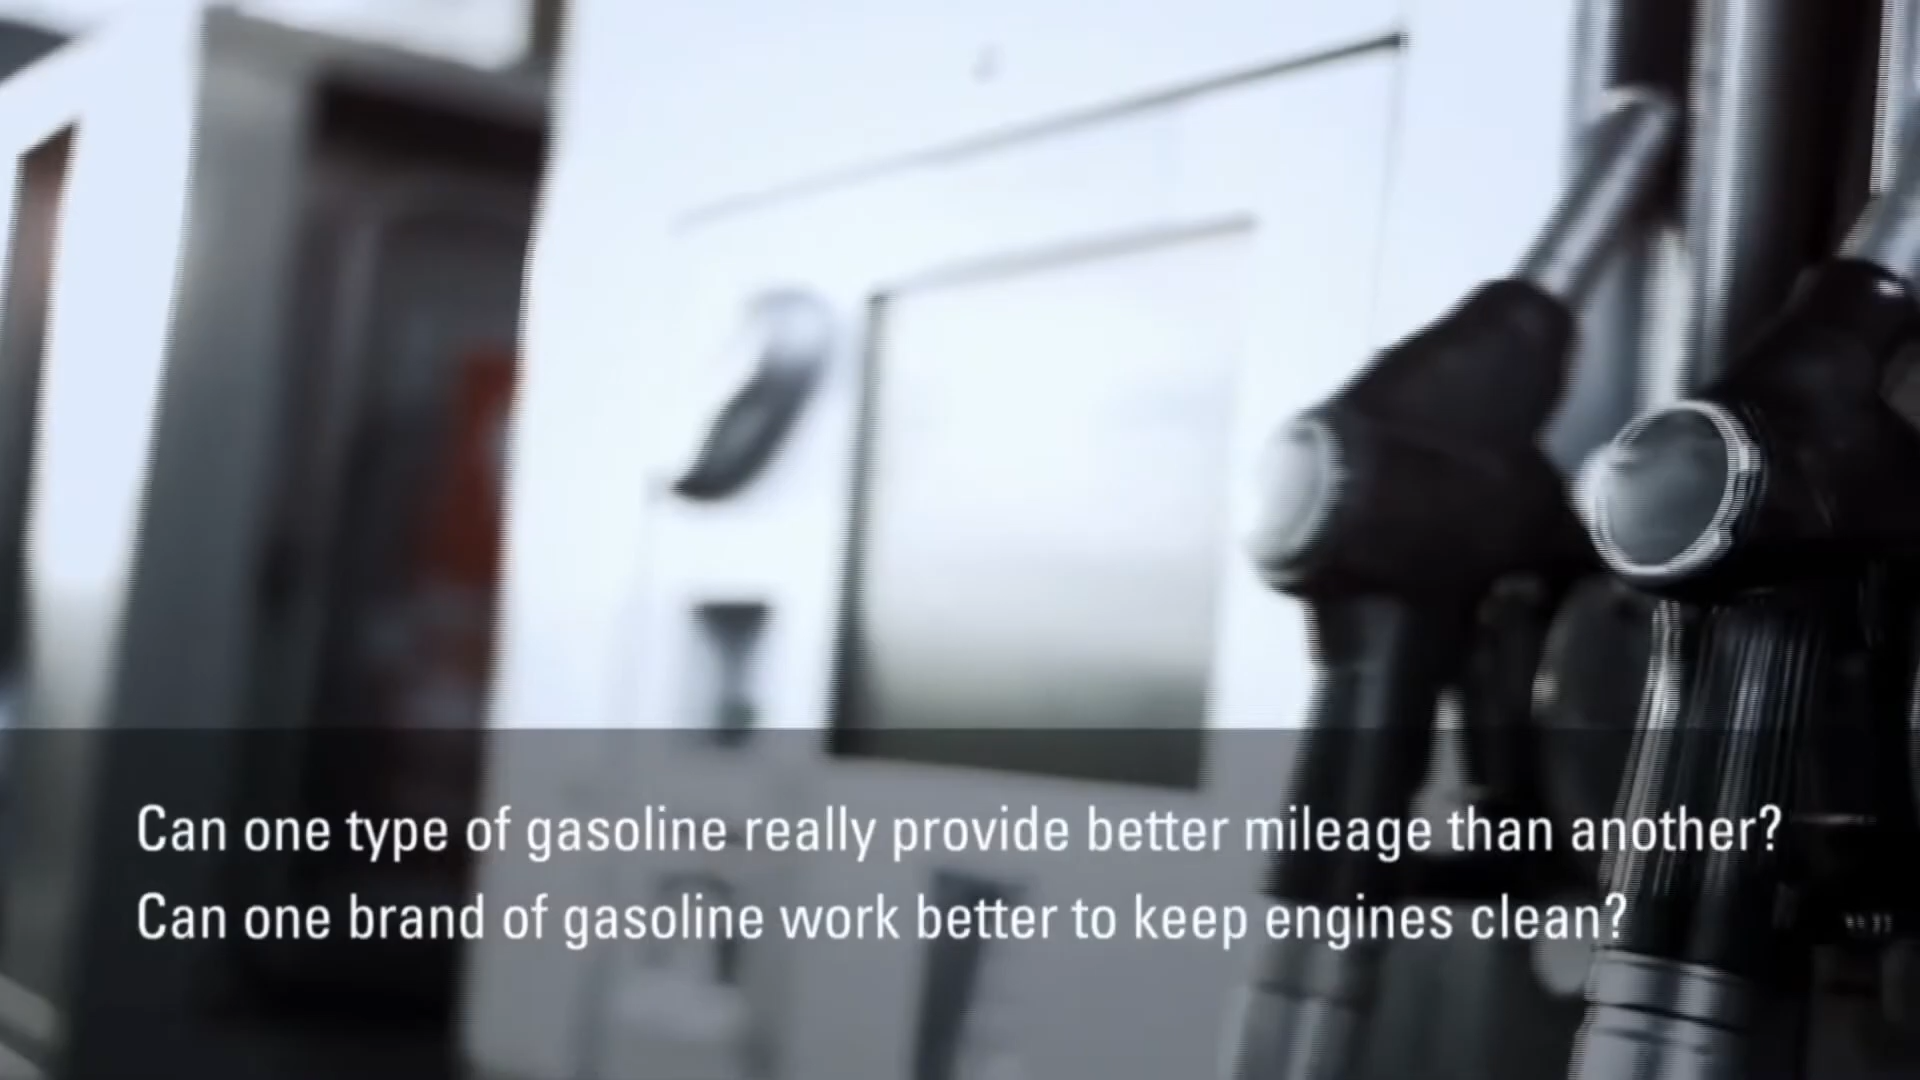 Can one type of gasoline really provide better mileage than another?
Can one brand of gasoline work better to keep engines clean?